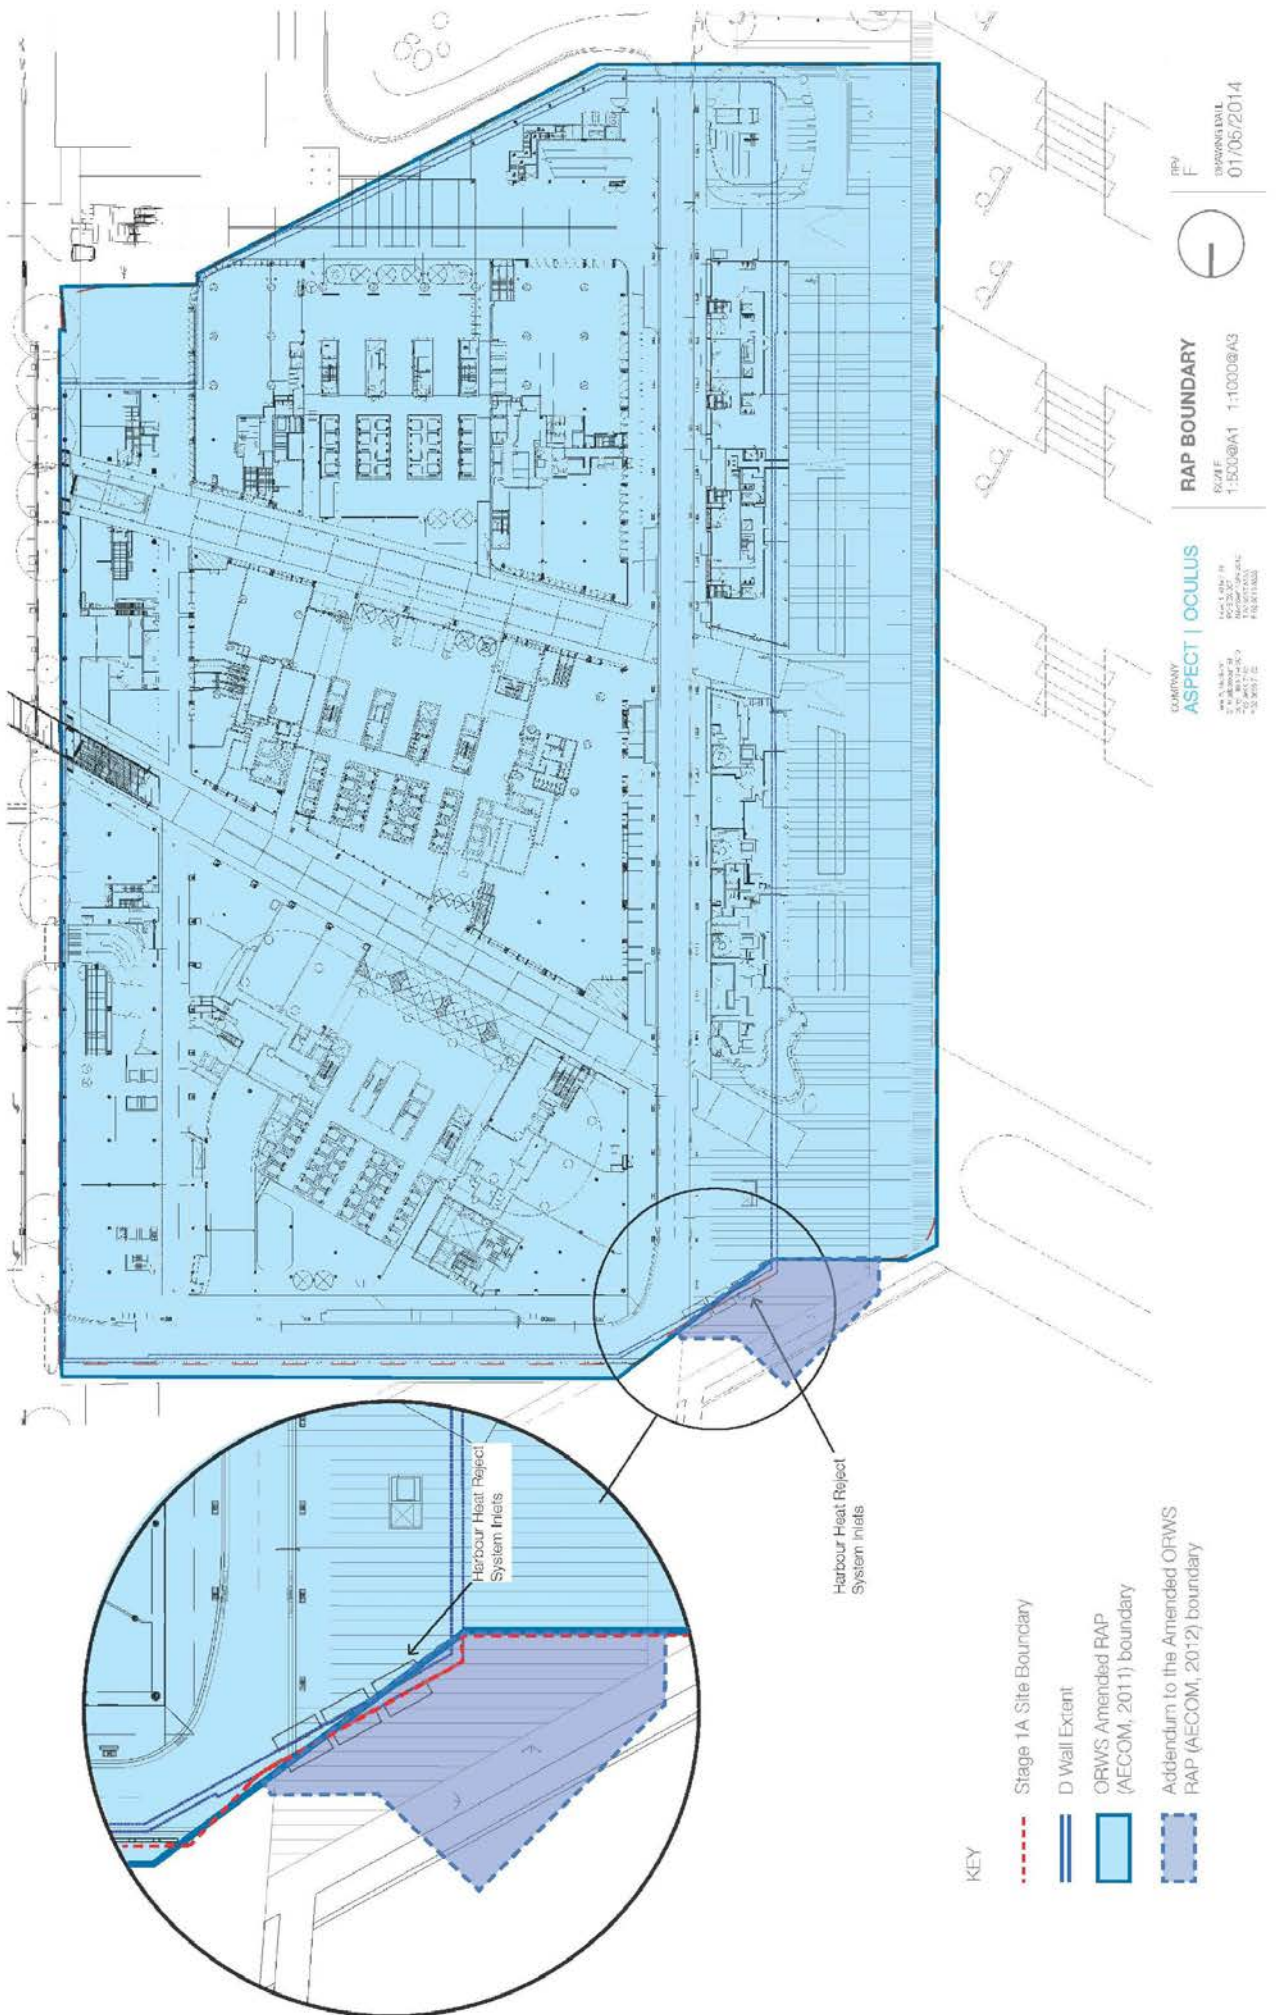 Harbour Heat Reject
System Inlets
Harbour Heat Reject
System Inlets
KEY
Stage 1A Site Boundary
D Wall Extent
ORWS Amended RAP
(AECOM, 2011) boundary
Addendum to the Amended ORWS
RAP (AECOM, 2012) boundary
COMPANY
ASPECT | OCULUS
RAP BOUNDARY
SCALE
1:500@A1 1:1000@A3
REV
F
DRAWING DATE
01/05/2014